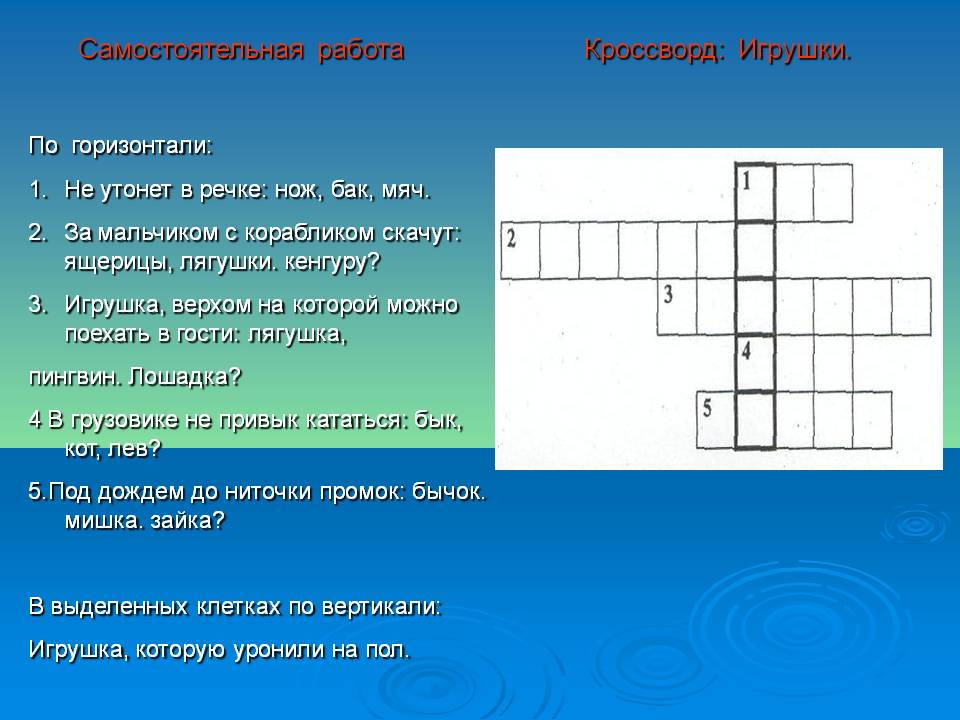 Самостоятельная работа
Кроссворд: Игрушки.
По горизонтали:
1. Не утонет в речке: нож, бак, мяч.
2. За мальчиком с корабликом скачут:
ящерицы, лягушки. кенгуру?
3. Игрушка, верхом на которой можно
поехать в гости: лягушка,
пингвин. Лошадка?
4 В грузовике не привык кататься: бык,
кот, лев?
5.Под дождем до ниточки промок: бычок.
мишка. зайка?
В выделенных клетках по вертикали:
Игрушка, которую уронили на пол.
1
2
3
4
5